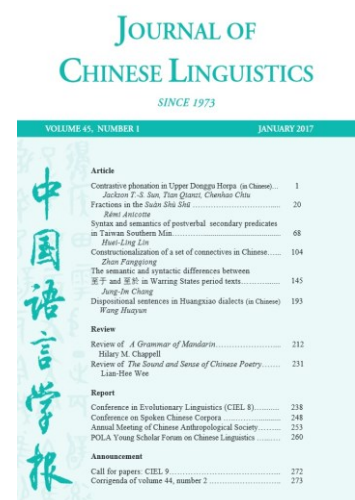 JOURNAL OF
CHINESE LINGUISTICS
SINCE 1973
VOLUME 45, NUMBER 1 JANUARY 2017
中国语言学报
Article
Contrastive phonation in Upper Donggu Horpa (in Chinese)... 1
Jackson T.-S. Sun, Tian Qianzi, Chenhao Chiu
Fractions in the Suàn Shù Shū .................................... 20
Rémi Anicotte
Syntax and semantics of postverbal secondary predicates
in Taiwan Southern Min........................................ 68
Huei-Ling Lin
Constructionalization of a set of connectives in Chinese...... 104
Zhan Fangqiong
The semantic and syntactic differences between
至于 and 至於 in Warring States period texts............... 145
Jung-Im Chang
Dispositional sentences in Huangxiao dialects (in Chinese) 193
Wang Huayun
Review
Review of A Grammar of Mandarin........................... 212
Hilary M. Chappell
Review of The Sound and Sense of Chinese Poetry....... 231
Lian-Hee Wee
Report
Conference in Evolutionary Linguistics (CIEL 8).......... 238
Conference on Spoken Chinese Corpora ..................... 248
Annual Meeting of Chinese Anthropological Society........ 253
POLA Young Scholar Forum on Chinese Linguistics ......... 260
Announcement
Call for papers: CIEL 9........................................ 272
Corrigenda of volume 44, number 2 ........................... 273